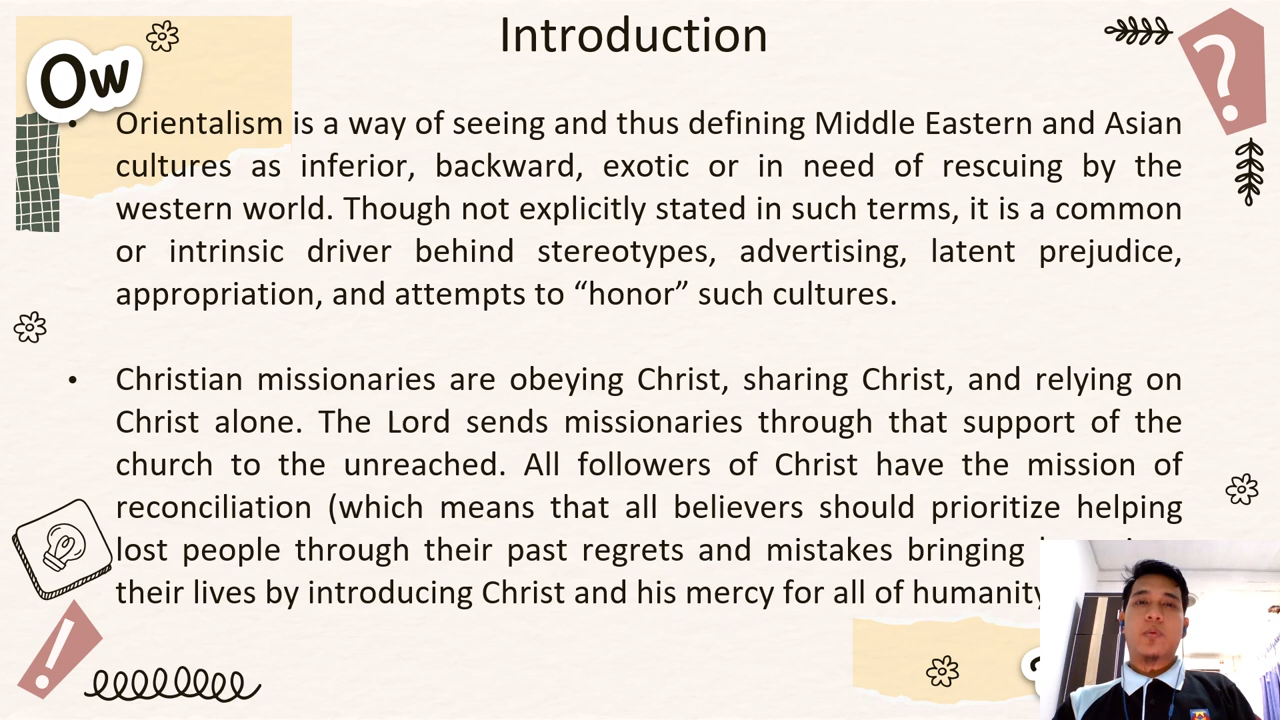 Introduction
Ow
?
• Orientalism is a way of seeing and thus defining Middle Eastern and Asian
cultures as inferior, backward, exotic or in need of rescuing by the
western world. Though not explicitly stated in such terms, it is a common
or intrinsic driver behind stereotypes, advertising, latent prejudice,
appropriation, and attempts to “honor” such cultures.
• Christian missionaries are obeying Christ, sharing Christ, and relying on
Christ alone. The Lord sends missionaries through that support of the
church to the unreached. All followers of Christ have the mission of
reconciliation (which means that all believers should prioritize helping
lost people through their past regrets and mistakes bringing
their lives by introducing Christ and his mercy for all of humanity
!